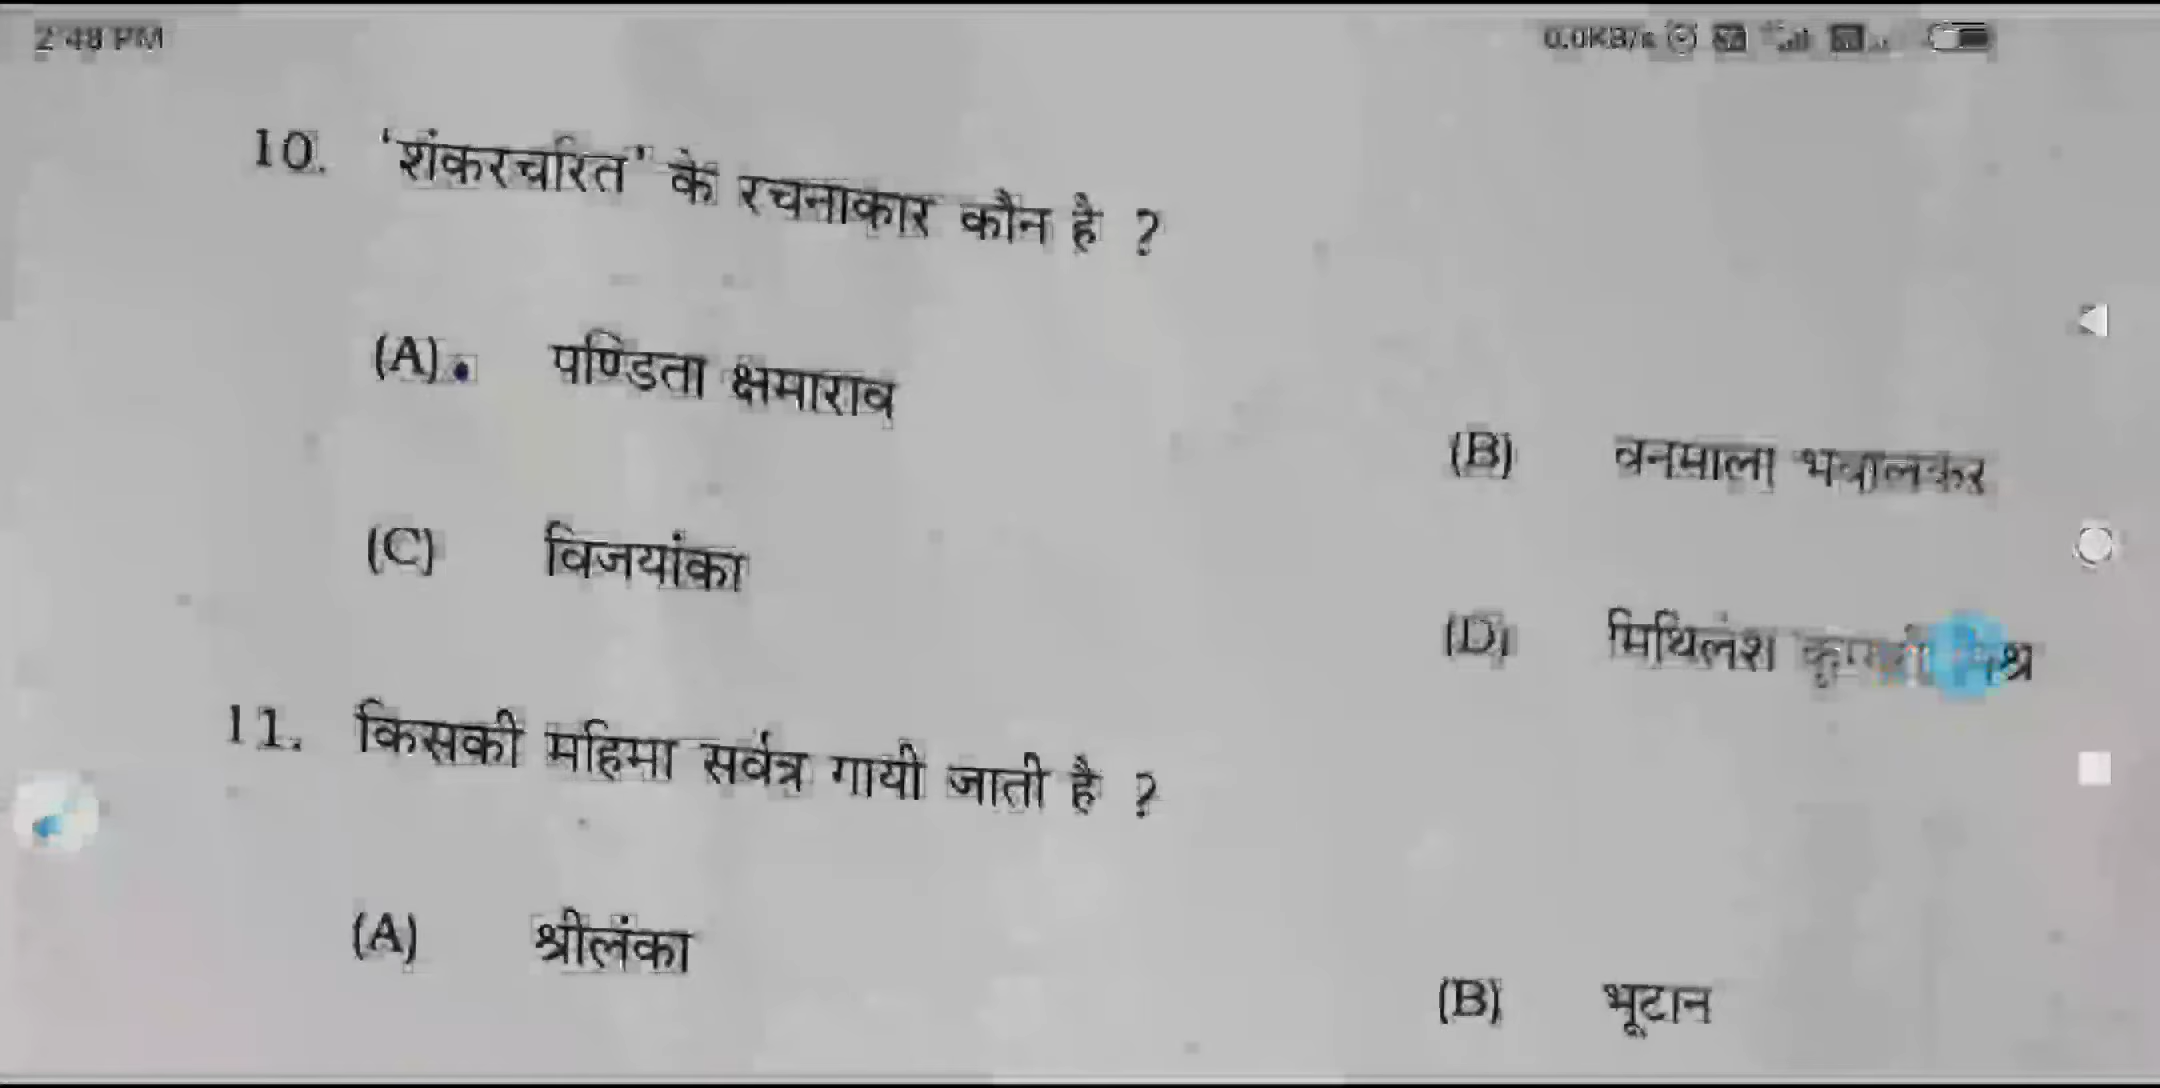 2:48 PM 0.0KB/s
10. 'शंकरचरित' के रचनाकार कौन है ?
(A) पण्डिता क्षमाराव
(B) वनमाला भवालकर
(C) विजयांका
(D) मिथिलेश कुमारी मिश्र
11. किसकी महिमा सर्वत्र गायी जाती है ?
(A) श्रीलंका
(B) भूटान